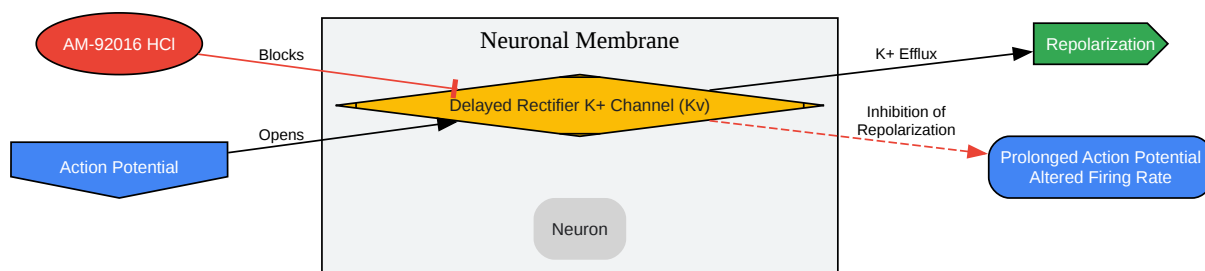 AM-92016 HCl
Blocks
Action Potential
Opens
Neuronal Membrane
Delayed Rectifier K+ Channel (Kv)
Neuron
K+ Efflux
Repolarization
Inhibition of
Repolarization
Prolonged Action Potential
Altered Firing Rate